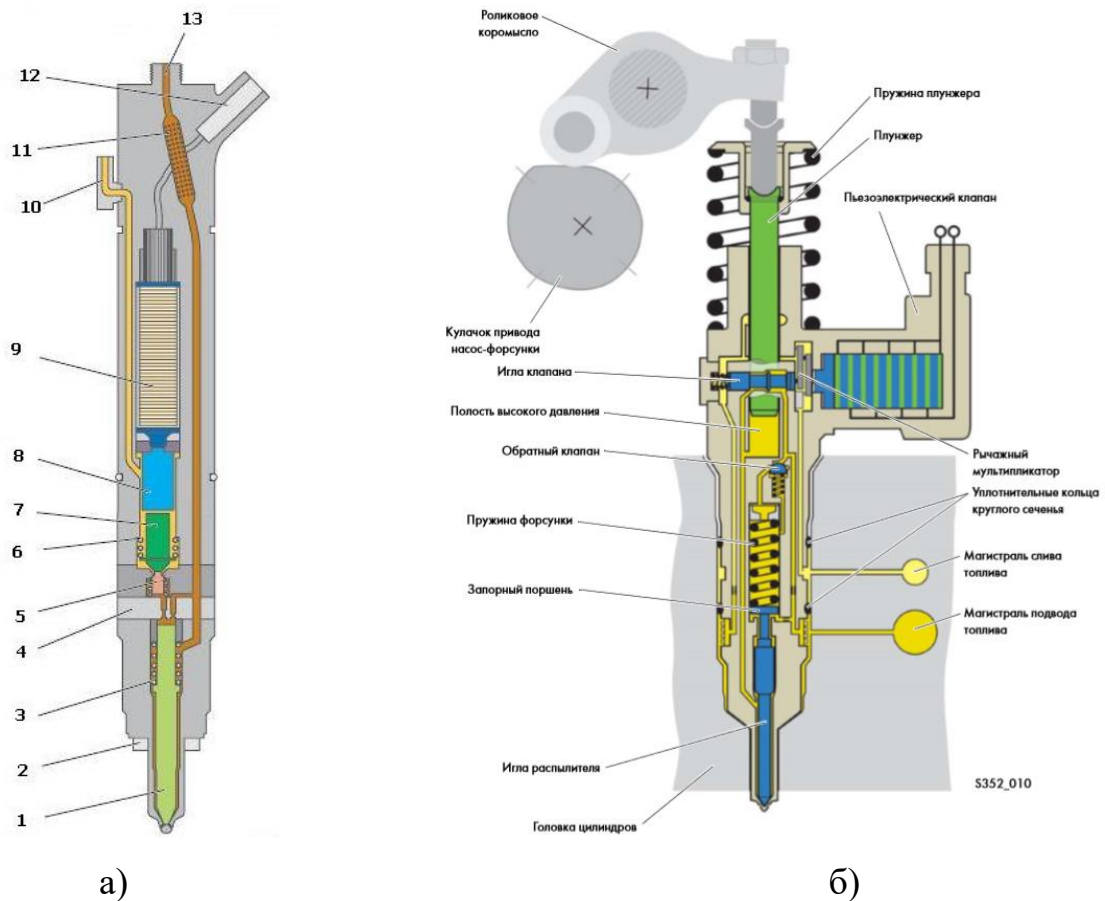 13
12
11
10
9
8
7
6
5
4
3
2
1
а)
Роликовое
коромысло
Пружина плунжера
Плунжер
Пьезоэлектрический клапан
Кулачок привода
насос-форсунки
Игла клапана
Полость высокого давления
Обратный клапан
Рычажный
мультипликатор
Уплотнительные кольца
круглого сеченья
Пружина форсунки
Магистраль слива
топлива
Запорный поршень
Магистраль подвода
топлива
Игла распылителя
S352_010
Головка цилиндров
б)